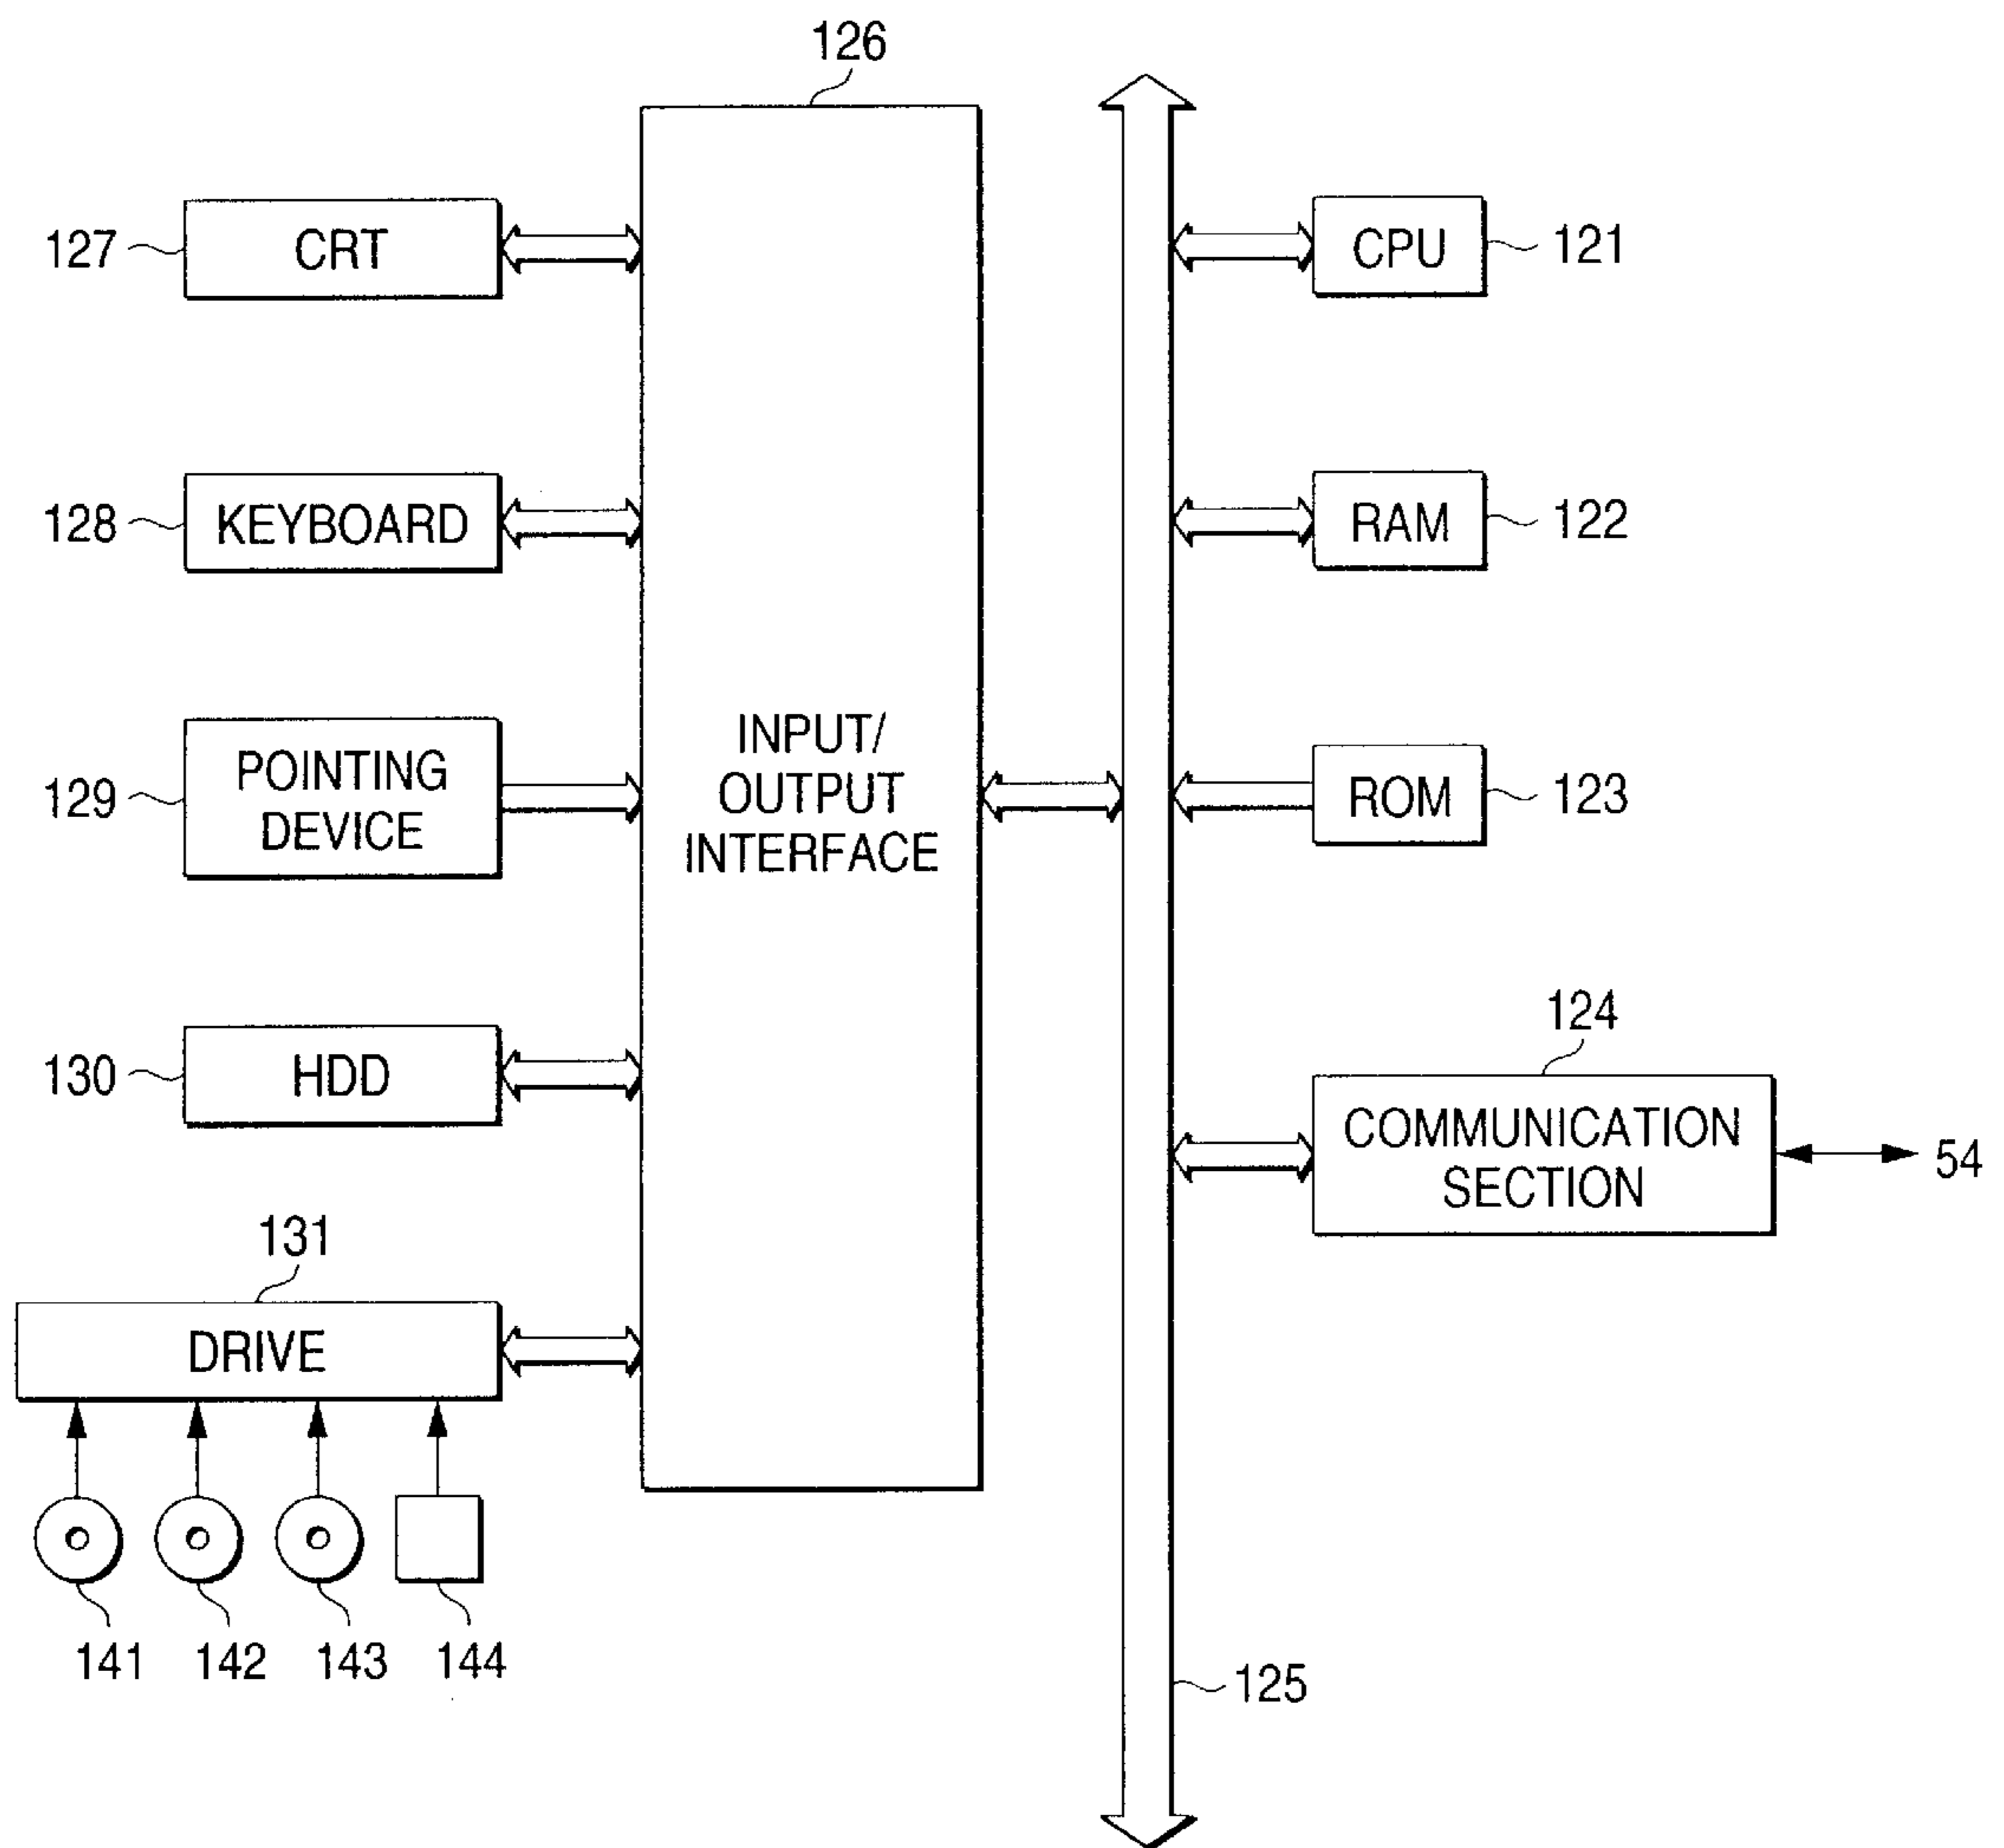 126
127
CRT
CPU
121
128
KEYBOARD
RAM
122
129
POINTING
DEVICE
INPUT/
OUTPUT
INTERFACE
ROM
123
130
HDD
124
COMMUNICATION
SECTION
54
131
DRIVE
141
142
143
144
125